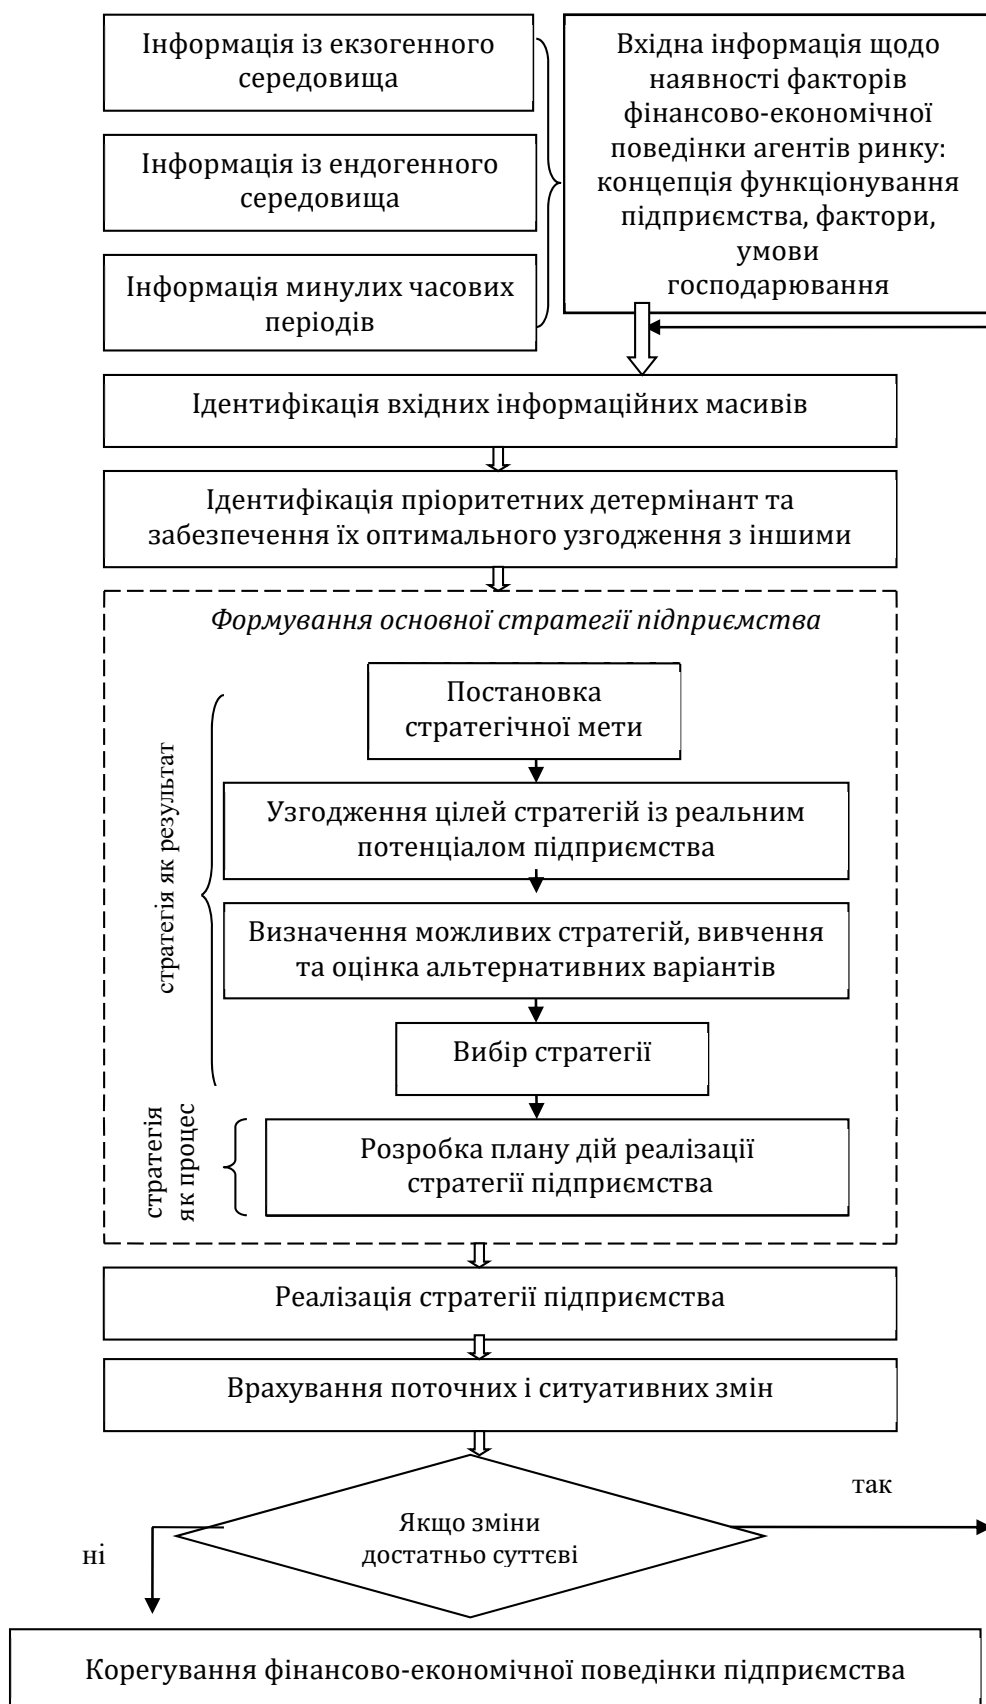 Інформація із екзогенного
середовища
Інформація із ендогенного
середовища
Інформація минулих часових
періодів
Вхідна інформація щодо
наявності факторів
фінансово-економічної
поведінки агентів ринку:
концепція функціонування
підприємства, фактори,
умови
господарювання
Ідентифікація вхідних інформаційних масивів
Ідентифікація пріоритетних детермінант та
забезпечення їх оптимального узгодження з іншими
Формування основної стратегії підприємства
стратегія як результат
Постановка
стратегічної мети
Узгодження цілей стратегій із реальним
потенціалом підприємства
Визначення можливих стратегій, вивчення
та оцінка альтернативних варіантів
Вибір стратегії
стратегія
як процес
Розробка плану дій реалізації
стратегії підприємства
Реалізація стратегії підприємства
Врахування поточних і ситуативних змін
Якщо зміни
достатньо суттєві
так
ні
Корегування фінансово-економічної поведінки підприємства